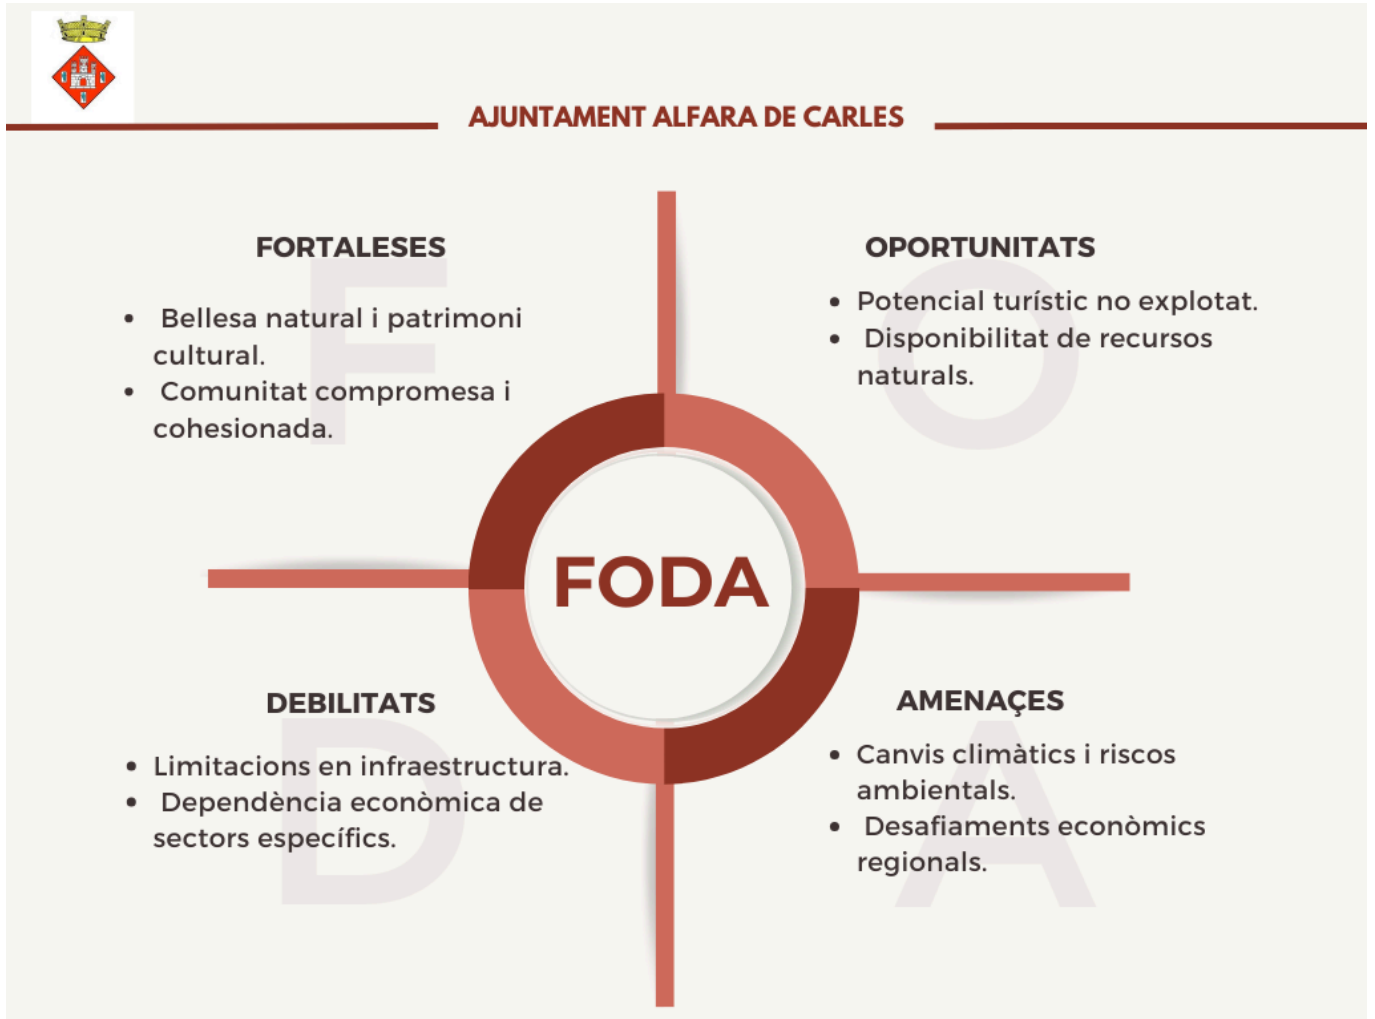 AJUNTAMENT ALFARA DE CARLES
FORTALESES
• Bellesa natural i patrimoni
cultural.
• Comunitat compromesa i
cohesionada.
OPORTUNITATS
• Potencial turístic no explotat.
• Disponibilitat de recursos
naturals.
FODA
DEBILITATS
• Limitacions en infraestructura.
• Dependència econòmica de
sectors específics.
AMENAÇES
• Canvis climàtics i riscos
ambientals.
• Desafiaments econòmics
regionals.
F
O
D
A